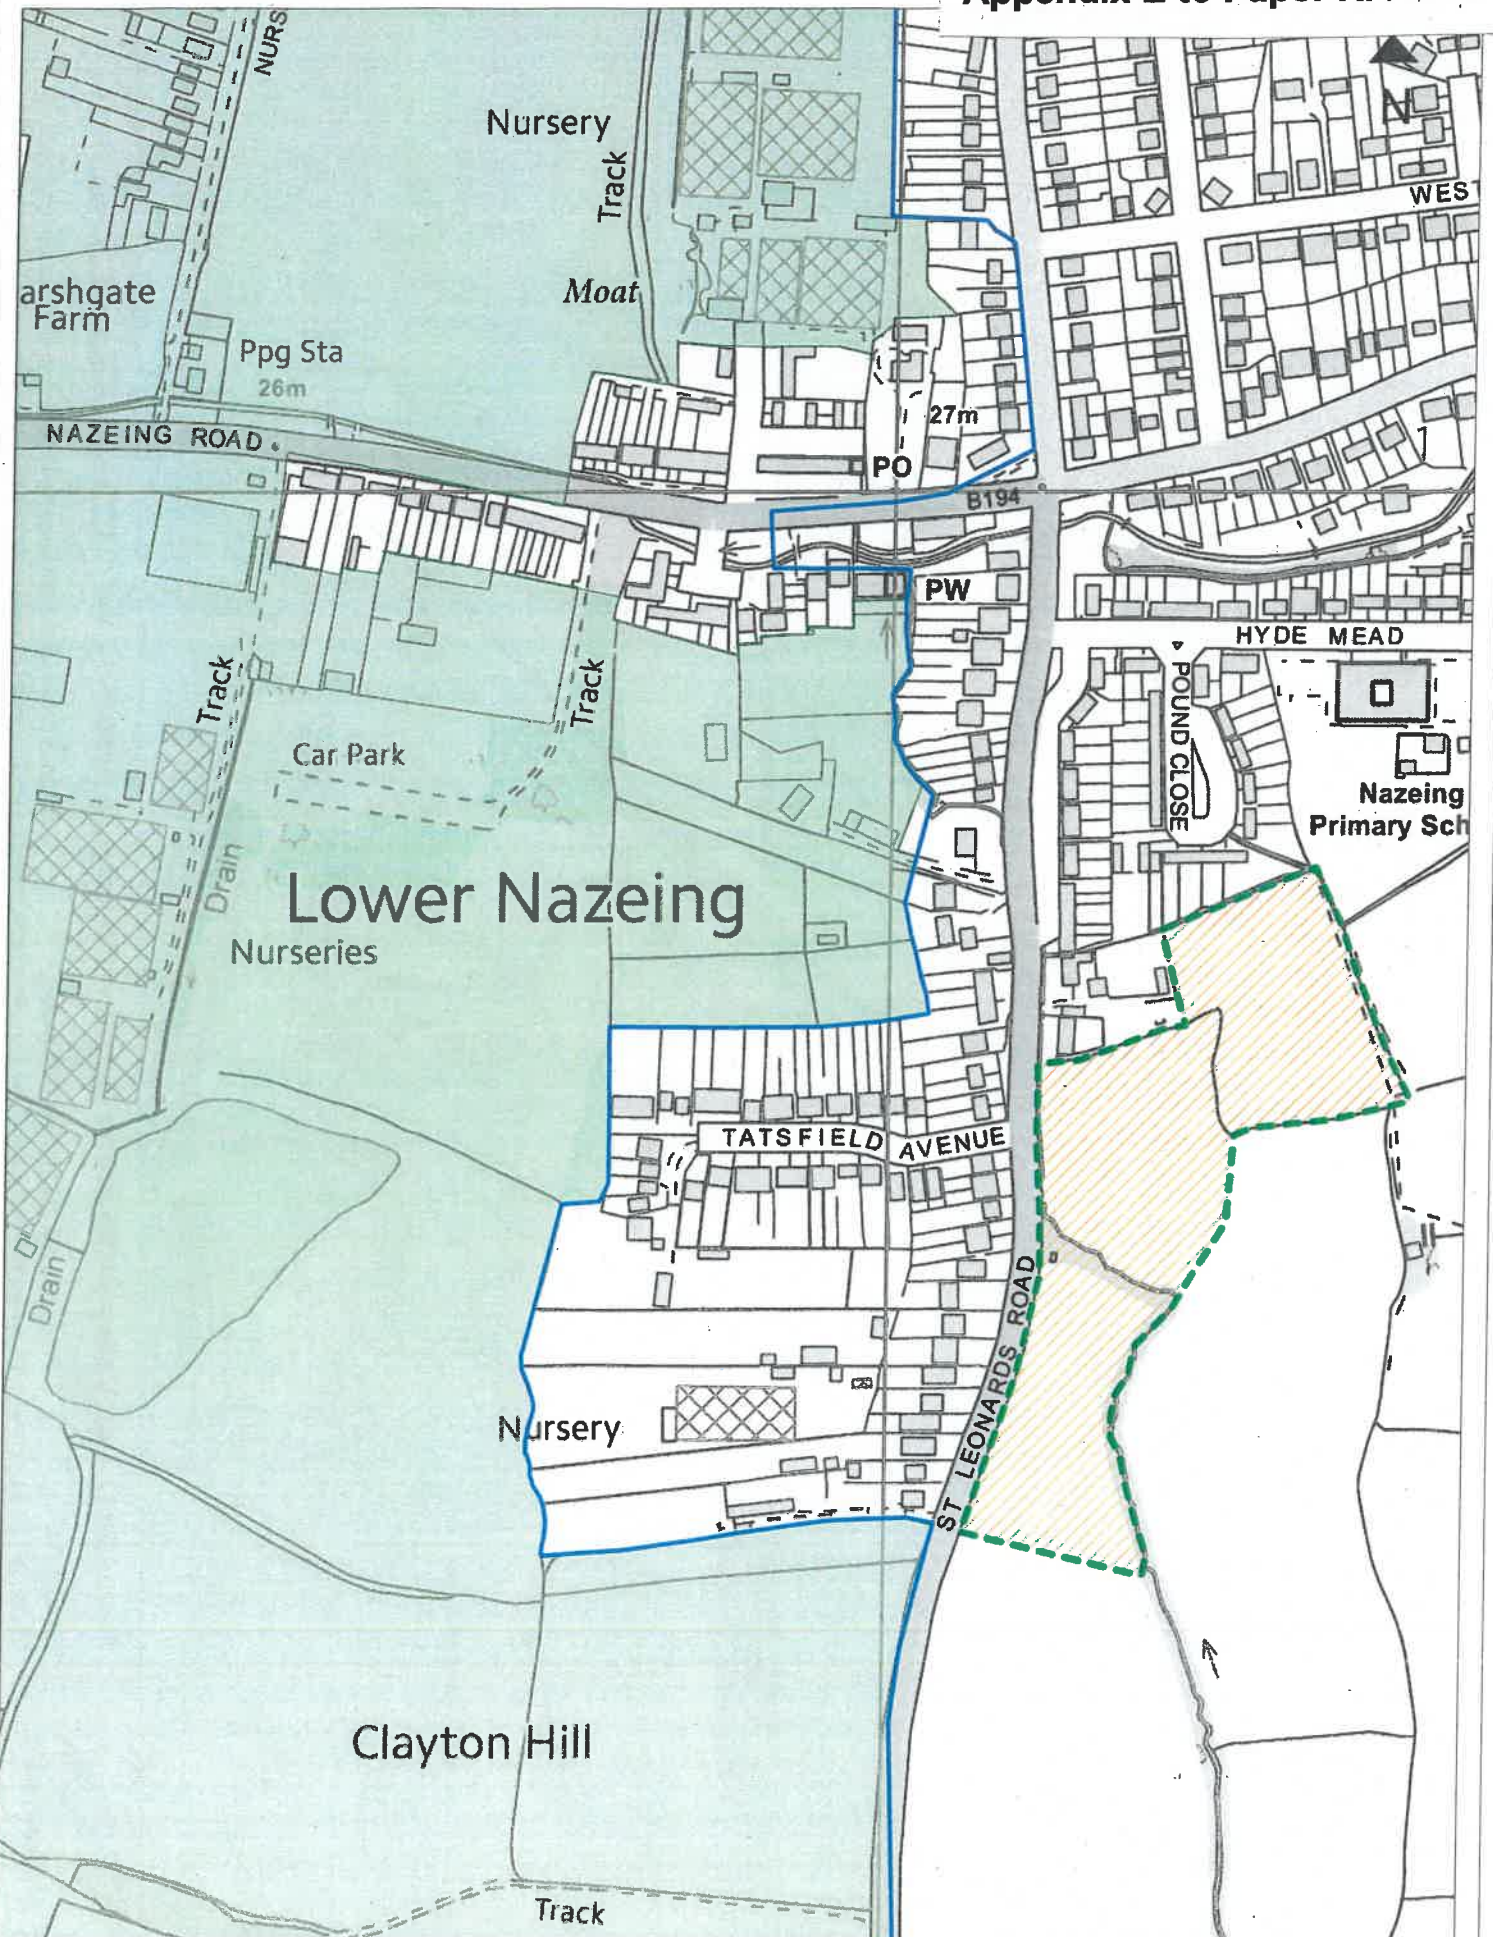 NURS
Nursery
Track
N
WES
Moat
arshgate
Farm
Ppg Sta
26m
27m
NAZEING ROAD
PO
B194
PW
HYDE MEAD
Track
Track
POUND CLOSE
Car Park
Nazeing
Primary Sch
Drain
Lower Nazeing
Nurseries
TATSFIELD AVENUE
Drain
ST LEONARDS ROAD
Nursery
Clayton Hill
Track